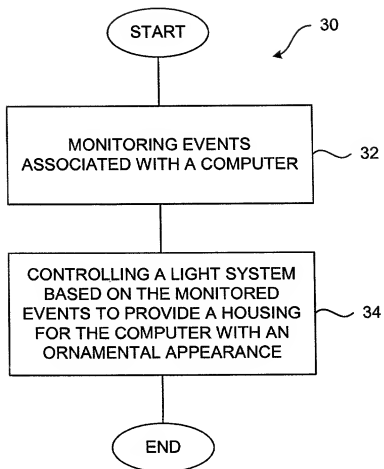 START
30
MONITORING EVENTS
ASSOCIATED WITH A COMPUTER
32
CONTROLLING A LIGHT SYSTEM
BASED ON THE MONITORED
EVENTS TO PROVIDE A HOUSING
FOR THE COMPUTER WITH AN
ORNAMENTAL APPEARANCE
34
END